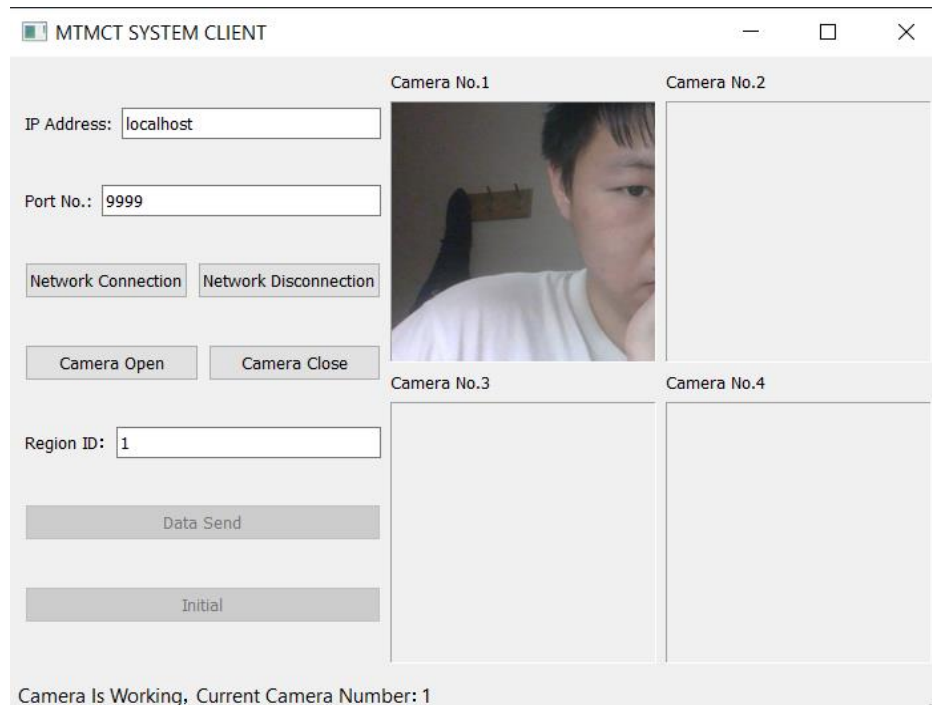 MTMCT SYSTEM CLIENT
IP Address: localhost
Port No.: 9999
Network Connection Network Disconnection
Camera Open Camera Close
Region ID: 1
Data Send
Initial
Camera No.1 Camera No.2
Camera No.3 Camera No.4
Camera Is Working, Current Camera Number: 1